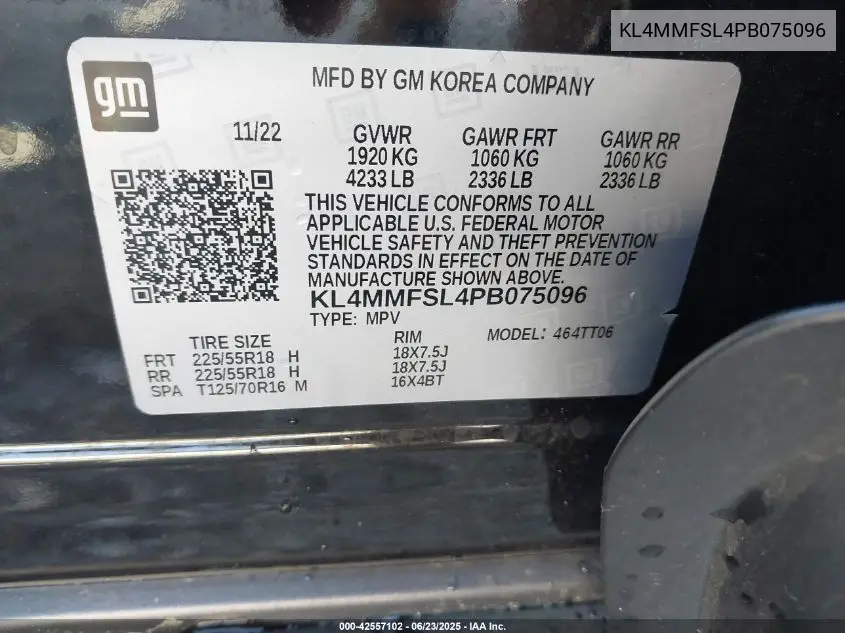 KL4MMFSL4PB075096
gm
MFD BY GM KOREA COMPANY
11/22 GVWR GAWR FRT GAWR RR
1920 KG 1060 KG 1060 KG
4233 LB 2336 LB 2336 LB
THIS VEHICLE CONFORMS TO ALL
APPLICABLE U.S. FEDERAL MOTOR
VEHICLE SAFETY AND THEFT PREVENTION
STANDARDS IN EFFECT ON THE DATE OF
MANUFACTURE SHOWN ABOVE.
KL4MMFSL4PB075096
TYPE: MPV MODEL: 464TT06
TIRE SIZE RIM
FRT 225/55R18 H 18X7.5J
RR 225/55R18 H 18X7.5J
SPA T125/70R16 M 16X4BT
000-42557102 - 06/23/2025 - IAA Inc.